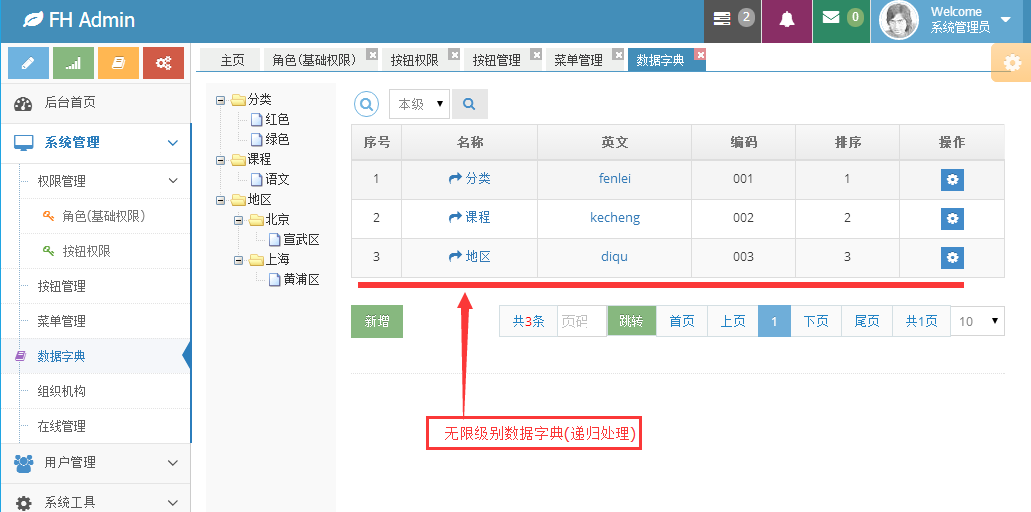 FH Admin
2
0
Welcome
系统管理员
主页
角色(基础权限)
按钮权限
按钮管理
菜单管理
数据字典
后台首页
系统管理
权限管理
角色(基础权限)
按钮权限
按钮管理
菜单管理
数据字典
组织机构
在线管理
用户管理
系统工具
分类
红色
绿色
课程
语文
地区
北京
宣武区
上海
黄浦区
本级
序号 名称 英文 编码 排序 操作
1 分类 fenlei 001 1
2 课程 kecheng 002 2
3 地区 diqu 003 3
新增
共3条 页码 跳转 首页 上页 1 下页 尾页 共1页 10
无限级别数据字典(递归处理)